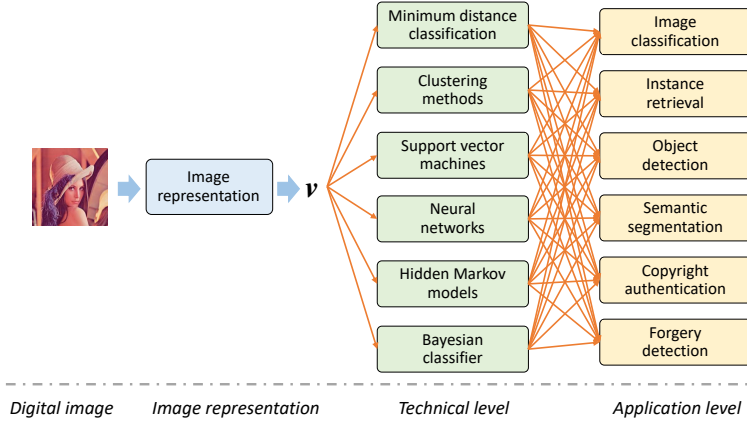 Minimum distance
classification
Clustering
methods
Support vector
machines
Neural
networks
Hidden Markov
models
Bayesian
classifier
Image
classification
Instance
retrieval
Object
detection
Semantic
segmentation
Copyright
authentication
Forgery
detection
Image
representation
v
Digital image
Image representation
Technical level
Application level